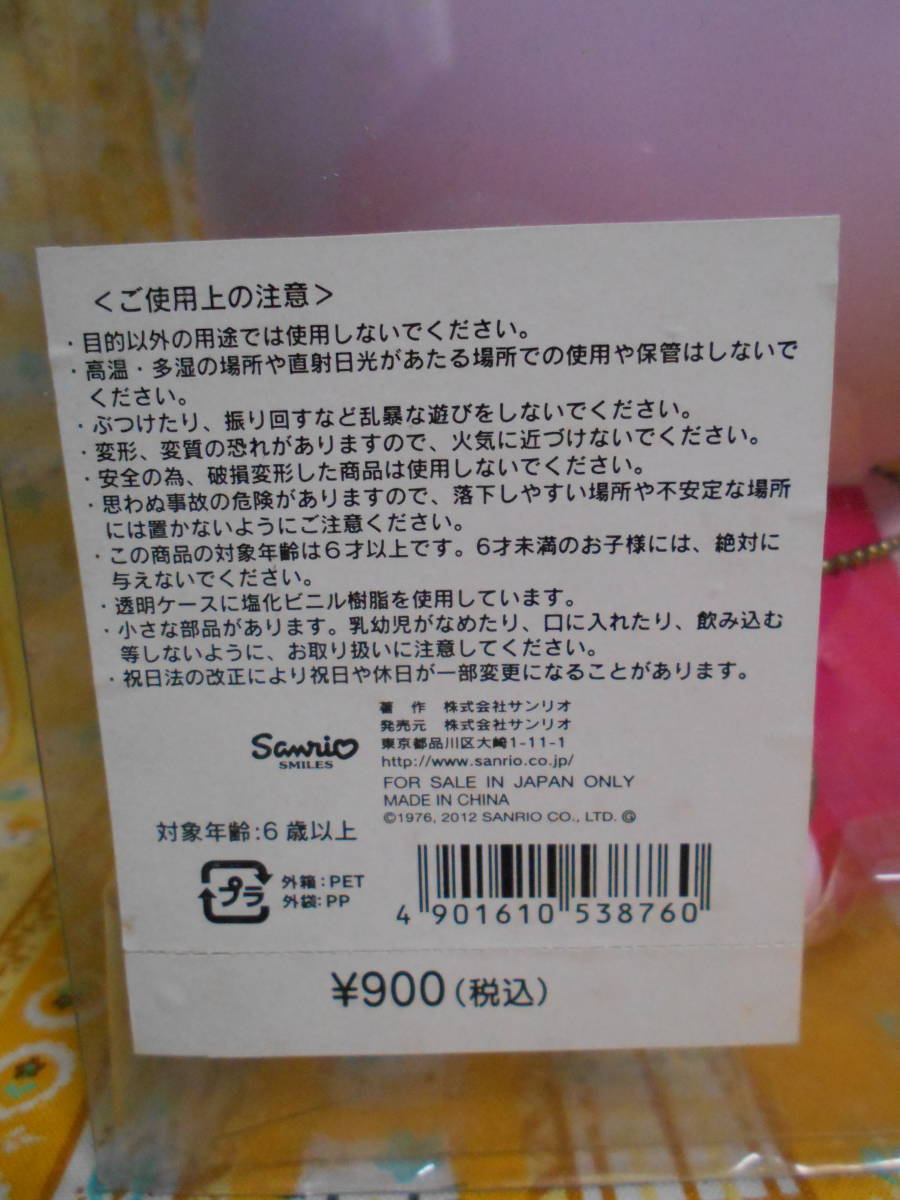 ＜ご使用上の注意＞
・目的以外の用途では使用しないでください。
・高温・多湿の場所や直射日光があたる場所での使用や保管はしないで
ください。
・ぶつけたり、振り回すなど乱暴な遊びをしないでください。
・変形、変質の恐れがありますので、火気に近づけないでください。
・安全の為、破損変形した商品は使用しないでください。
・思わぬ事故の危険がありますので、落下しやすい場所や不安定な場所
には置かないようにご注意ください。
・この商品の対象年齢は6才以上です。6才未満のお子様には、絶対に
与えないでください。
・透明ケースに塩化ビニル樹脂を使用しています。
・小さな部品があります。乳幼児がなめたり、口に入れたり、飲み込む
等しないように、お取り扱いに注意してください。
・祝日法の改正により祝日や休日が一部変更になることがあります。
著 作 株式会社サンリオ
発売元 株式会社サンリオ
東京都品川区大崎1-11-1
http://www.sanrio.co.jp/
Sanrio
SMILES
FOR SALE IN JAPAN ONLY
MADE IN CHINA
©1976, 2012 SANRIO CO., LTD. Ⓖ
対象年齢:6歳以上
プラ
外箱:PET
外袋:PP
4 901610 538760
¥900(税込)